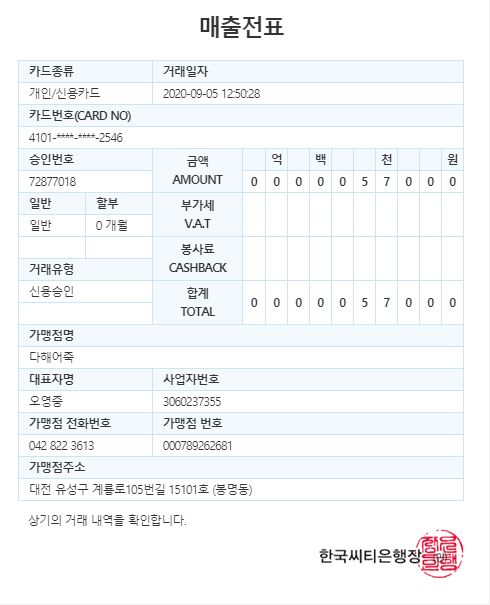 매출전표
카드종류 거래일자
개인/신용카드 2020-09-05 12:50:28
카드번호(CARD NO)
4101-****-****-2546
승인번호 금액 AMOUNT 억 백 천 원
72877018 0 0 0 0 0 5 7 0 0 0
일반 할부 부가세 V.A.T
일반 0 개월
봉사료 CASHBACK
거래유형
신용승인 합계 TOTAL 0 0 0 0 0 5 7 0 0 0
가맹점명
다해어죽
대표자명 사업자번호
오영중 3060237355
가맹점 전화번호 가맹점 번호
042 822 3613 000789262681
가맹점주소
대전 유성구 계룡로105번길 15101호 (봉명동)
상기의 거래 내역을 확인합니다.
한국씨티은행장